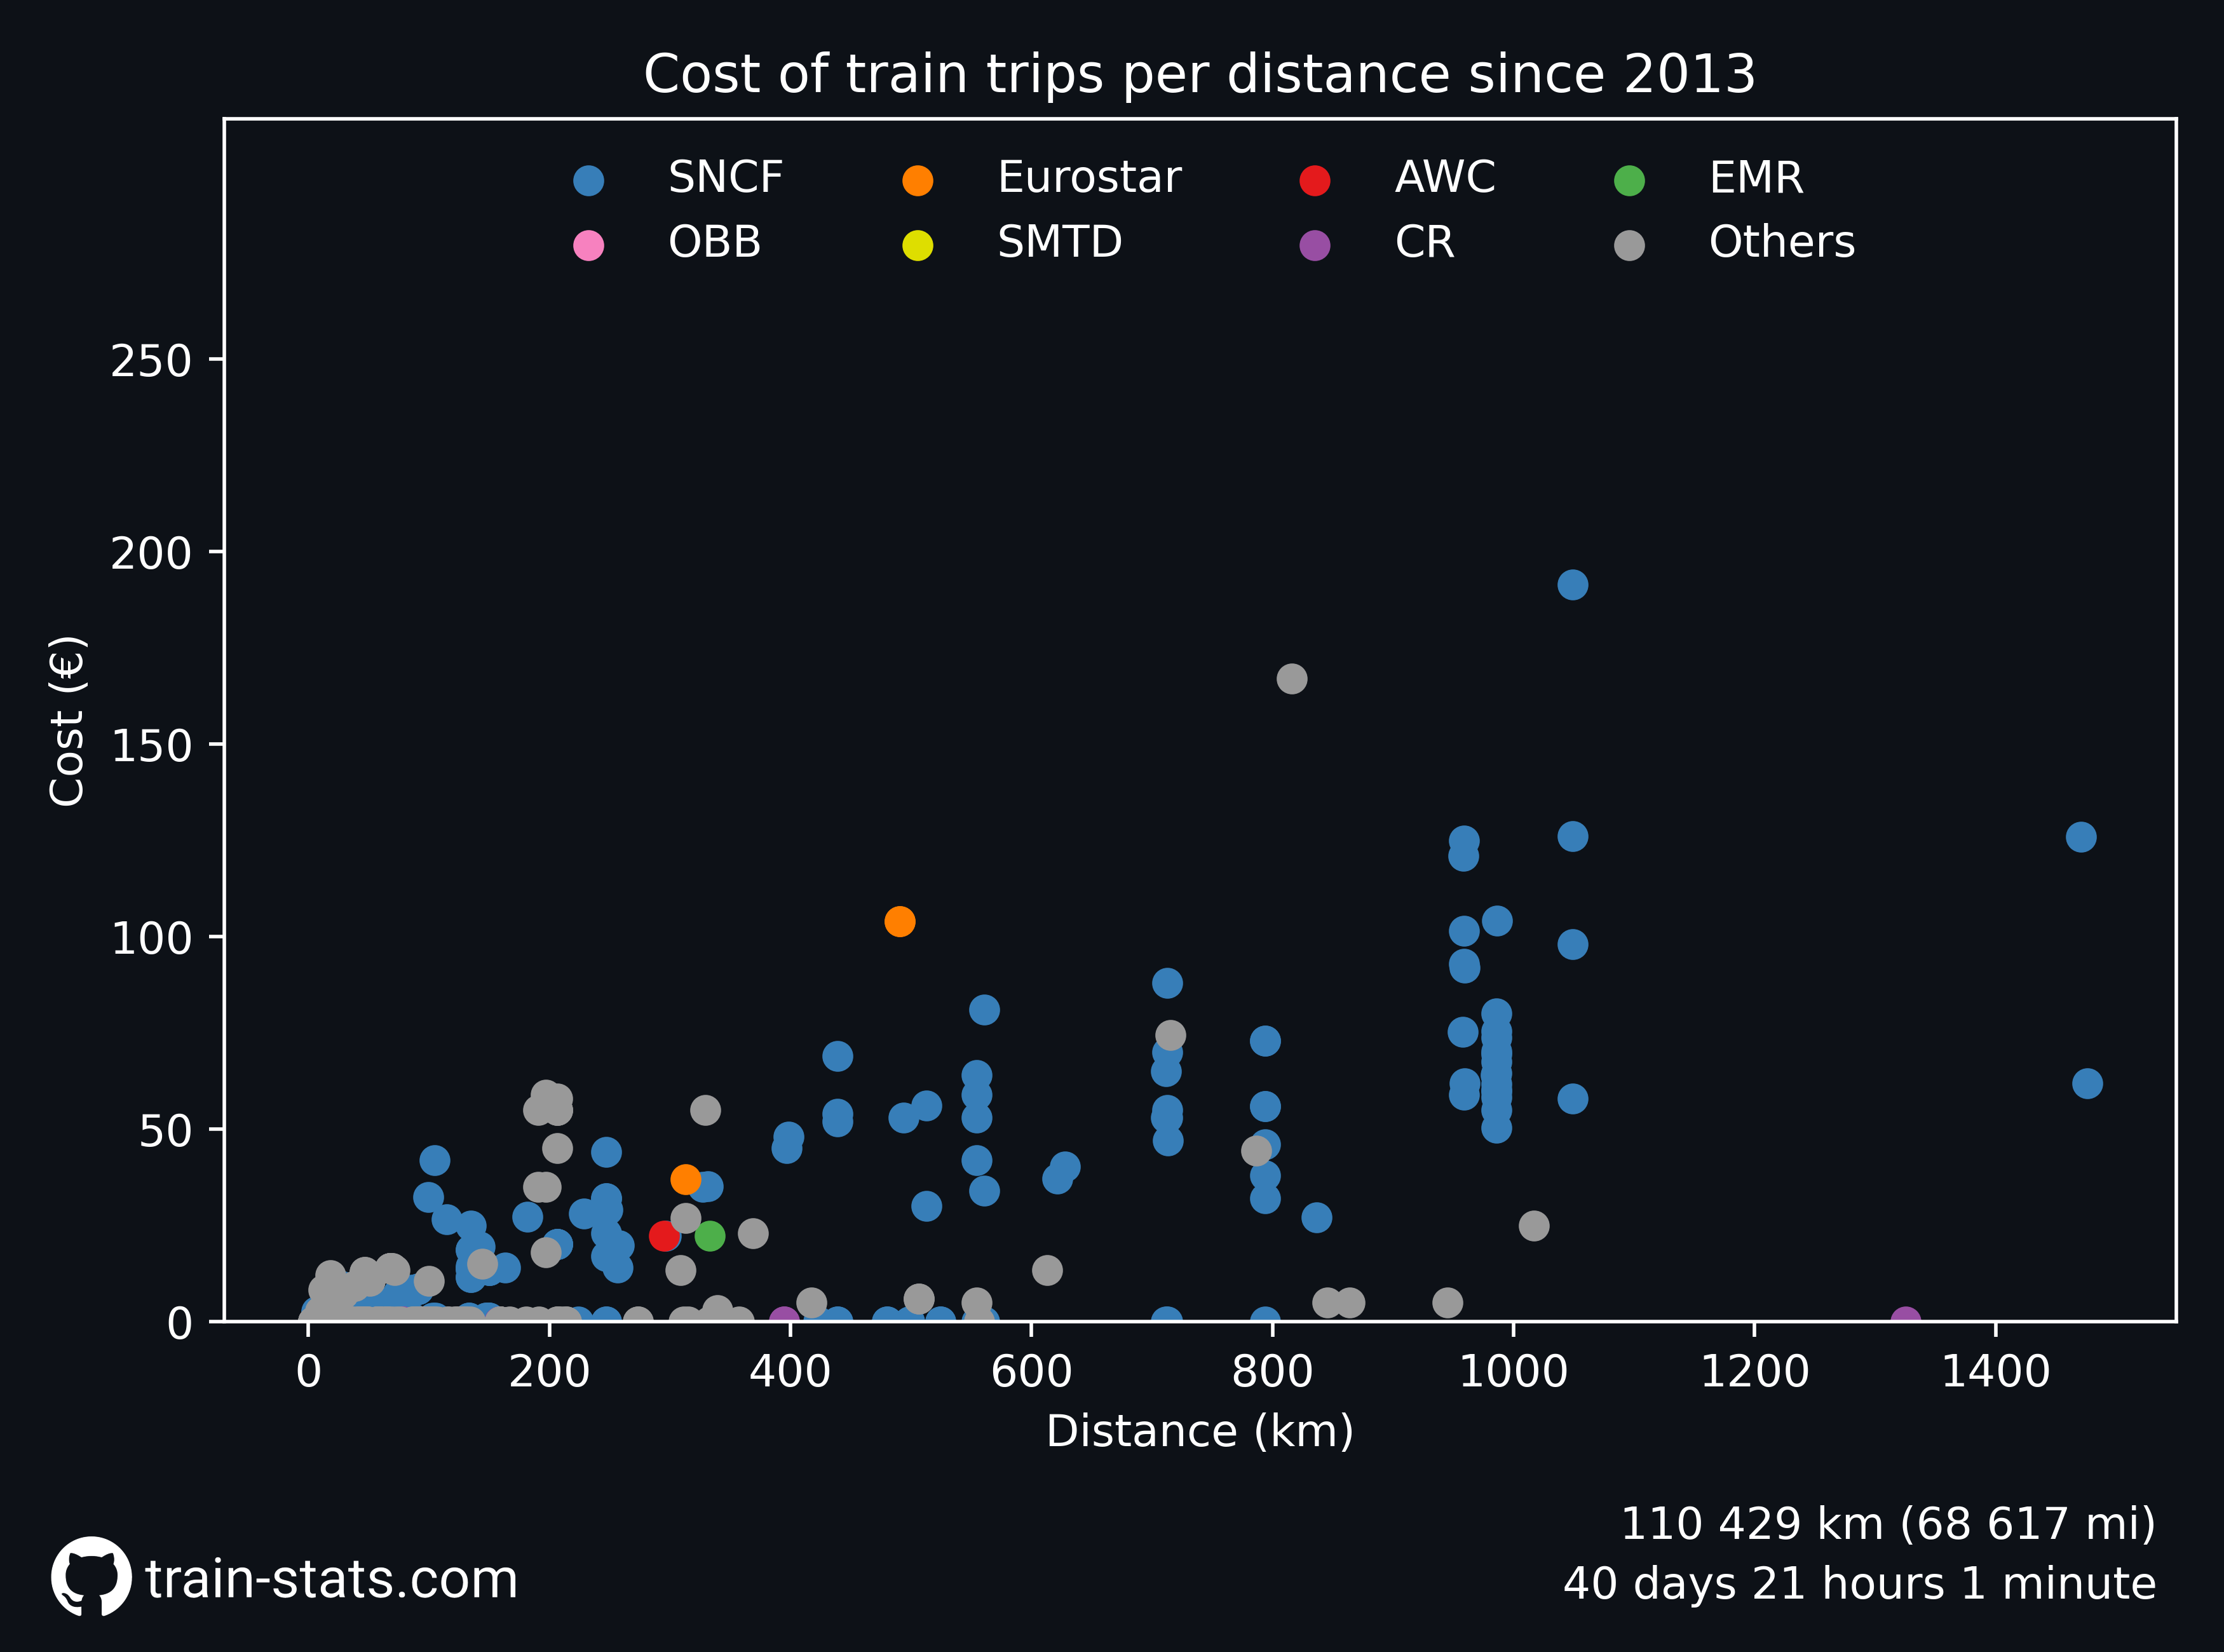 Cost of train trips per distance since 2013
SNCF Eurostar AWC EMR
OBB SMTD CR Others
250
200
150
100
50
0
Cost (€)
0 200 400 600 800 1000 1200 1400
Distance (km)
110 429 km (68 617 mi)
train-stats.com
40 days 21 hours 1 minute